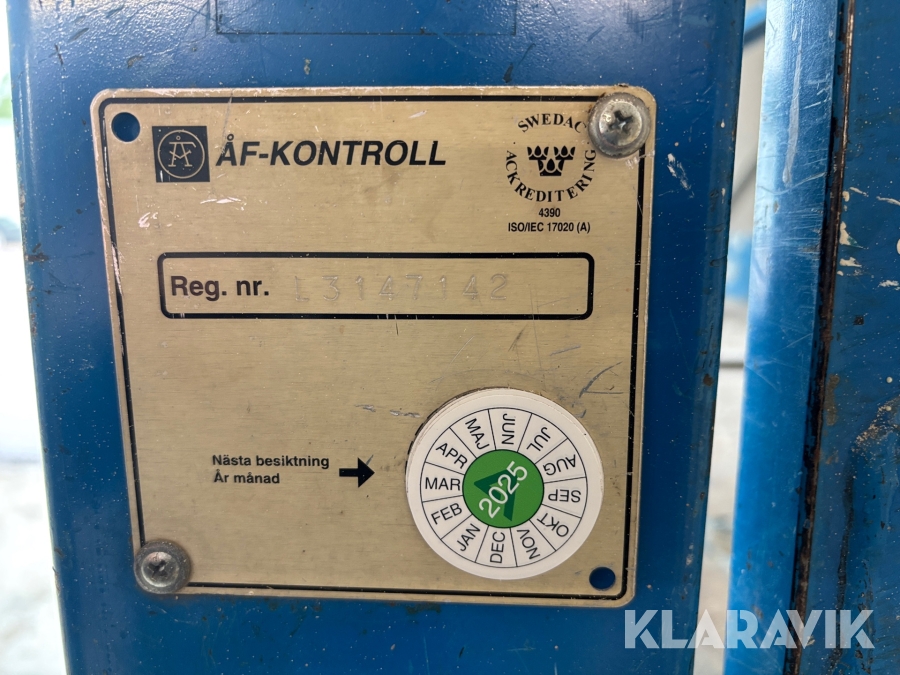 ÅF
ÅF-KONTROLL
SWEDAC
ACKREDITERING
4390
ISO/IEC 17020 (A)
Reg. nr. L3147142
Nästa besiktning
År månad
JAN
FEB
MAR
APR
MAJ
JUN
JUL
AUG
SEP
OKT
NOV
DEC
2025
KLARAVIK